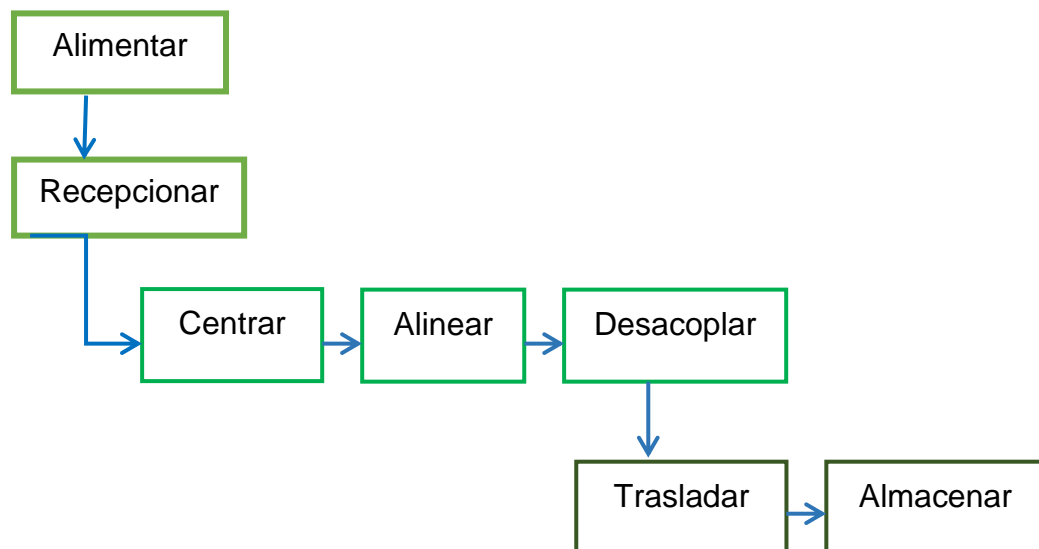 Alimentar
Recepcionar
Centrar
Alinear
Desacoplar
Trasladar
Almacenar